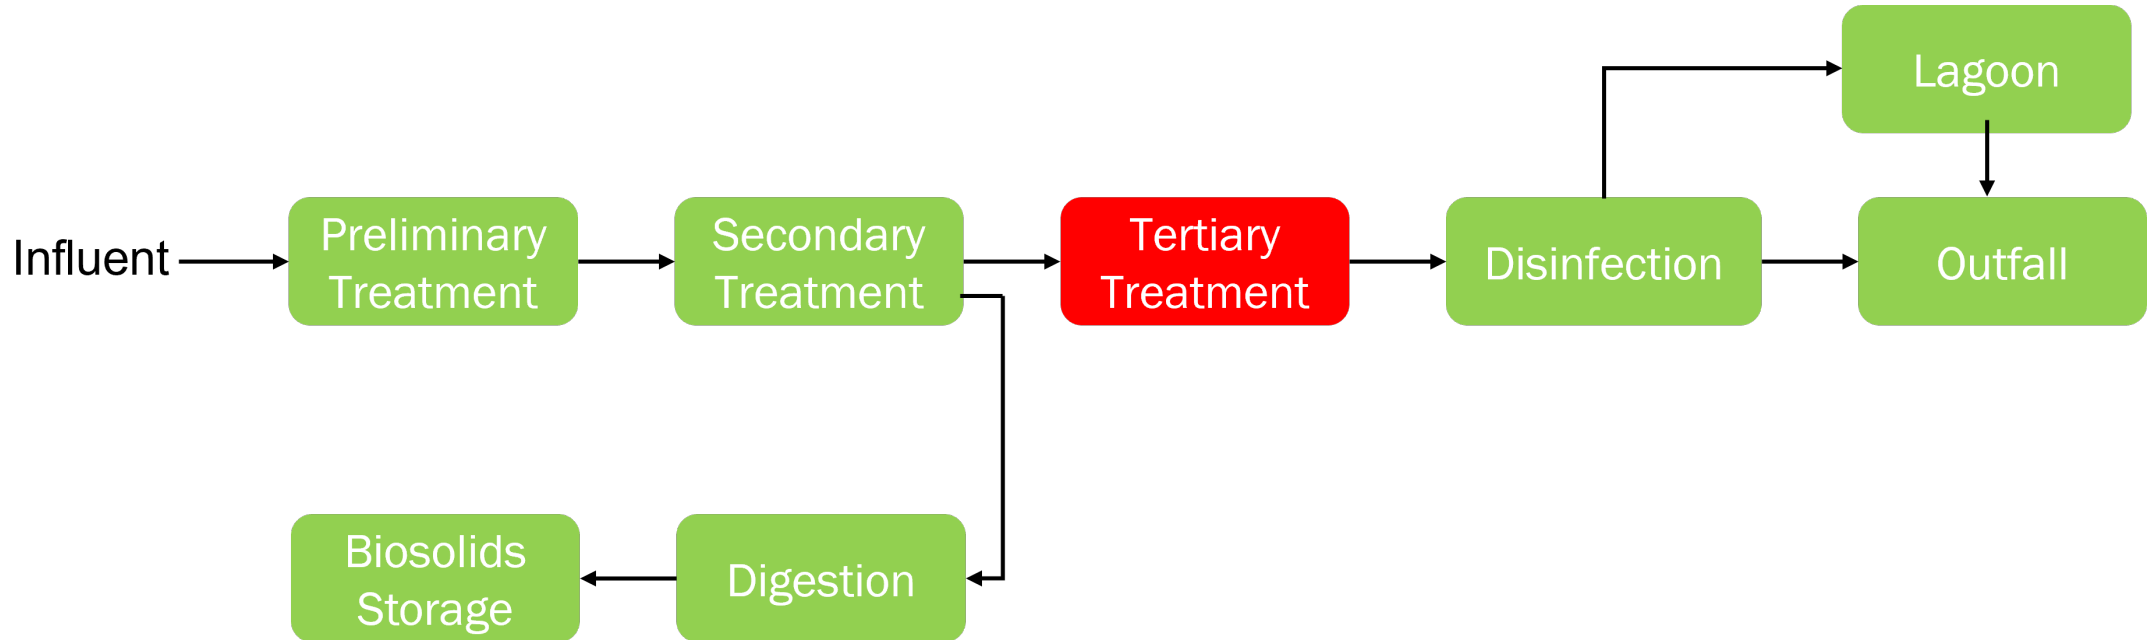 Lagoon
Influent
Preliminary
Treatment
Secondary
Treatment
Tertiary
Treatment
Disinfection
Outfall
Biosolids
Storage
Digestion